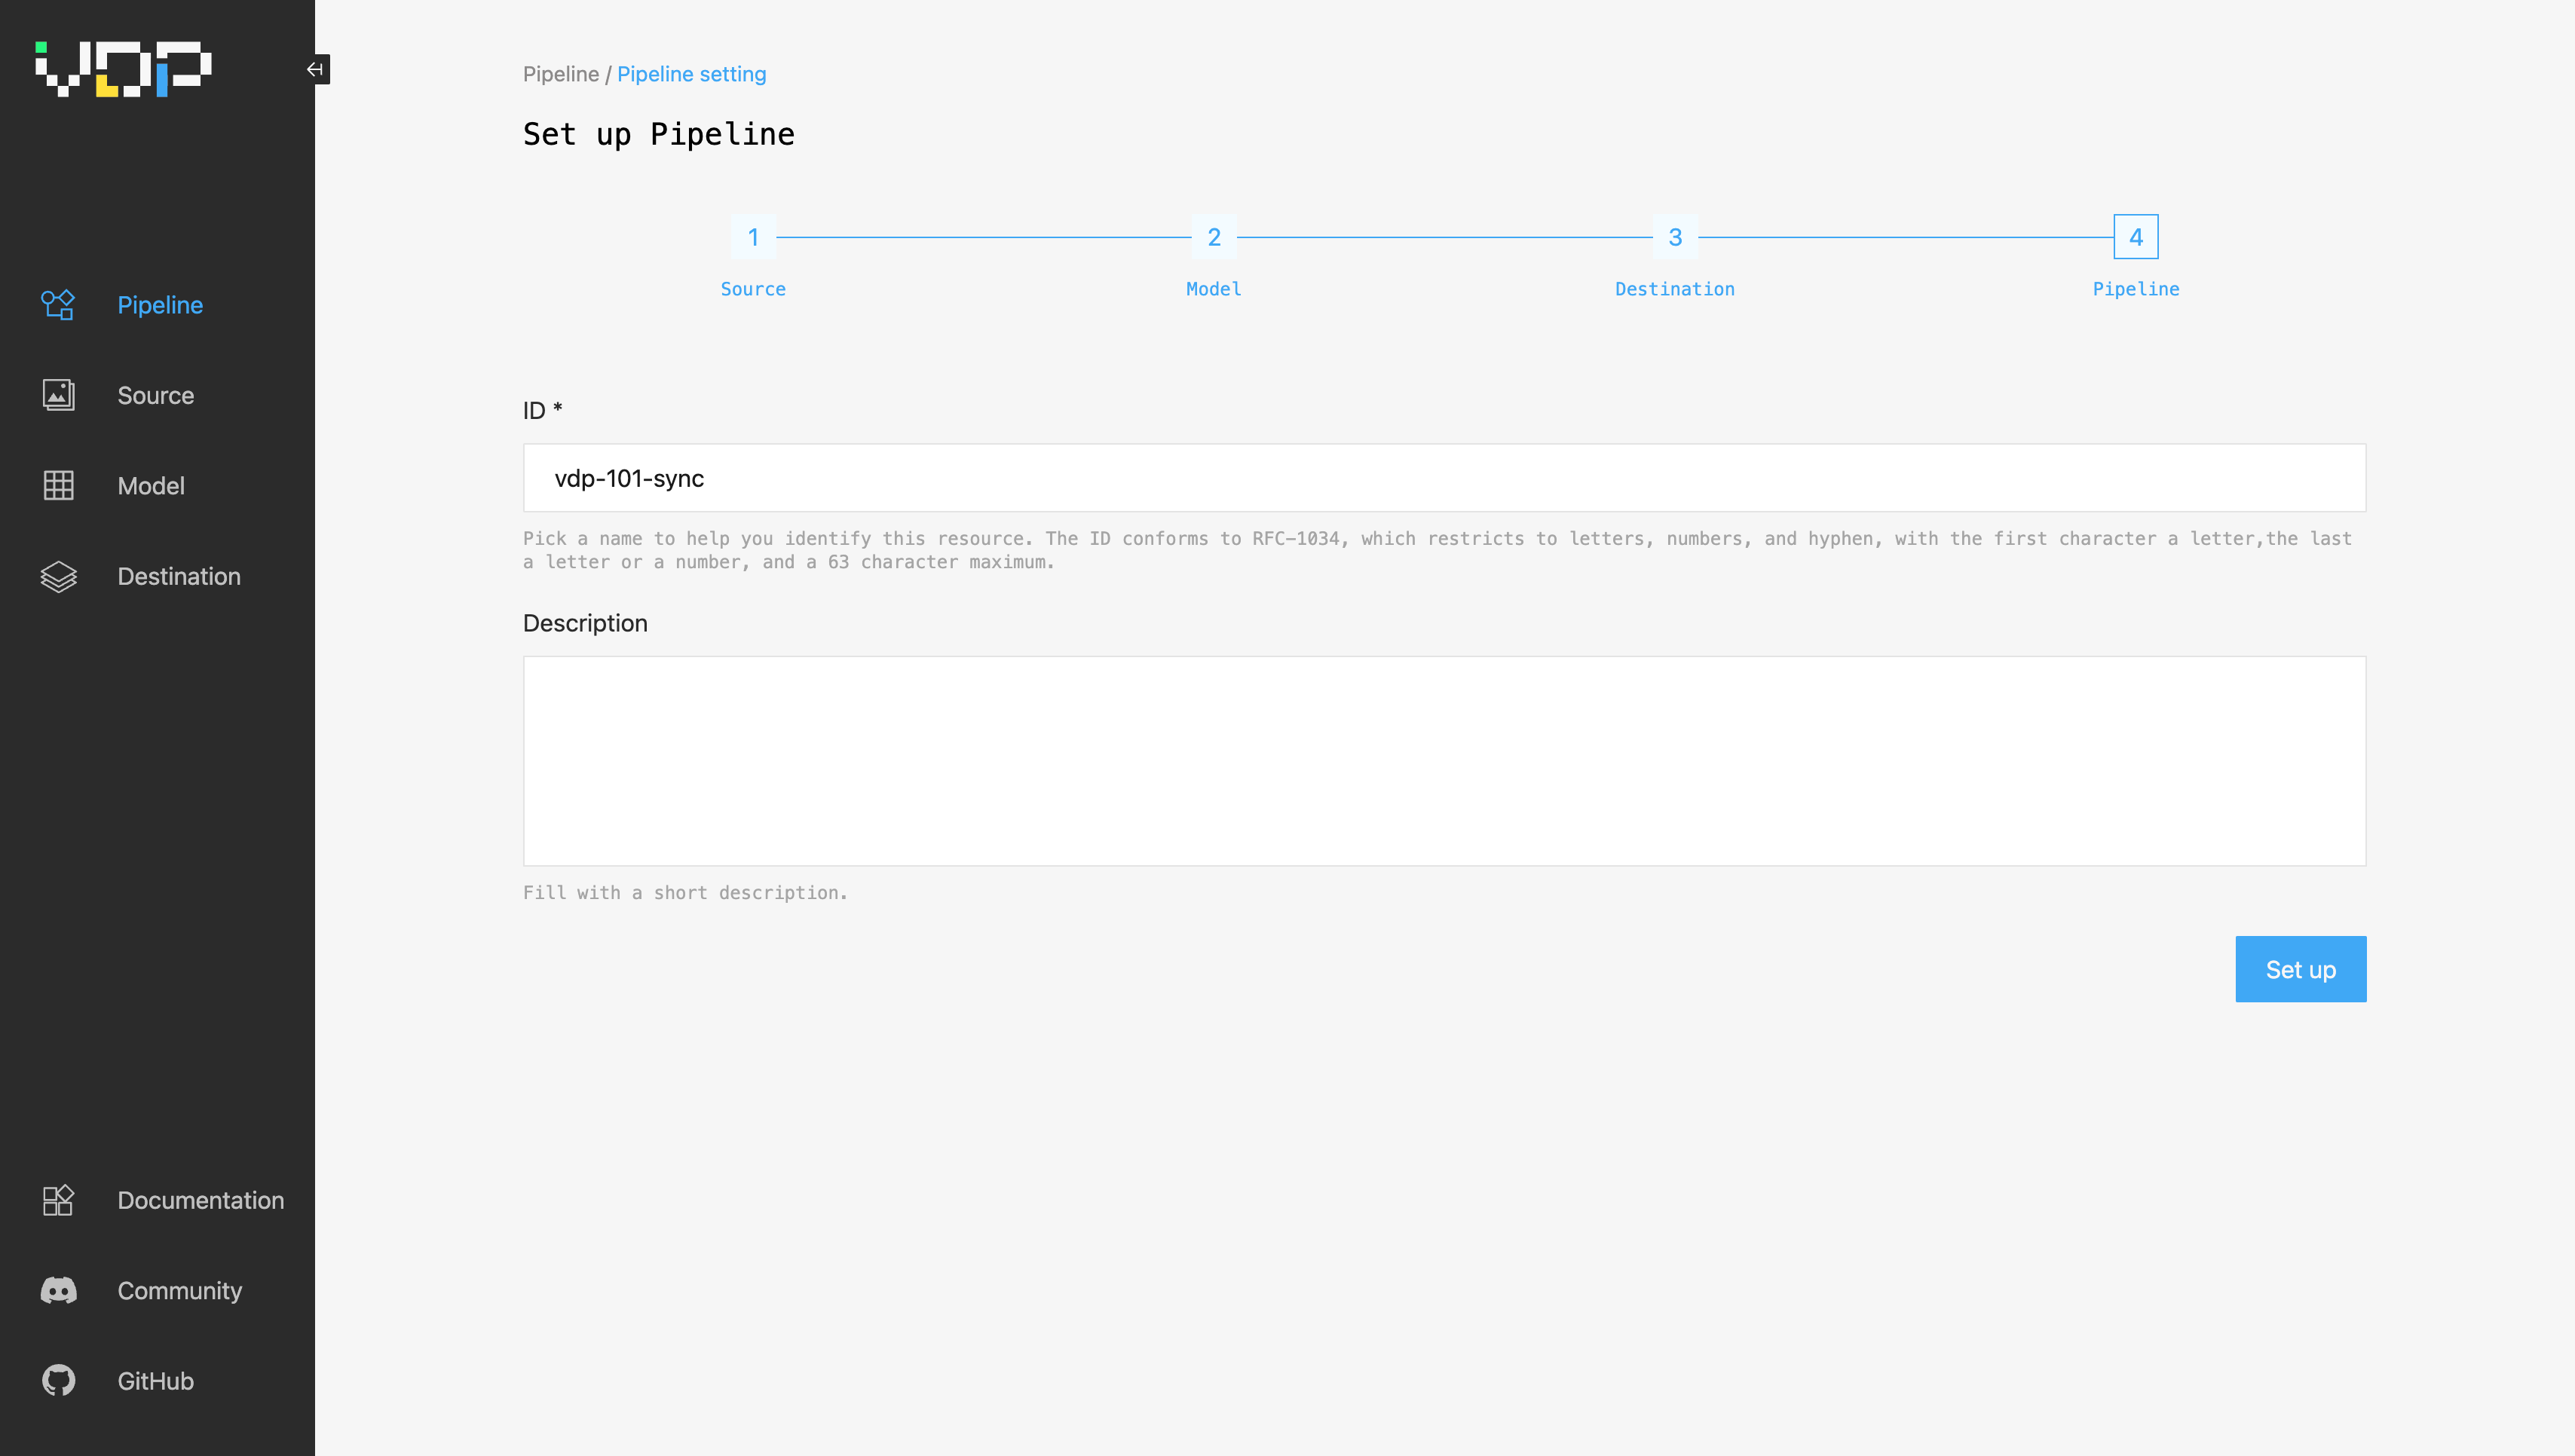 VDP
Pipeline
Source
Model
Destination
Documentation
Community
GitHub
Pipeline / Pipeline setting
Set up Pipeline
1 2 3 4
Source Model Destination Pipeline
ID *
vdp-101-sync
Pick a name to help you identify this resource. The ID conforms to RFC-1034, which restricts to letters, numbers, and hyphen, with the first character a letter,the last
a letter or a number, and a 63 character maximum.
Description
Fill with a short description.
Set up